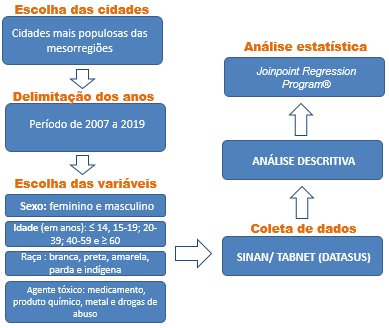 Escolha das cidades
Cidades mais populosas das
mesorregiões
Delimitação dos anos
Período de 2007 a 2019
Escolha das variáveis
Sexo: feminino e masculino
Idade (em anos): ≤ 14, 15-19; 20-
39; 40-59 e ≥ 60
Raça : branca, preta, amarela,
parda e indígena
Agente tóxico: medicamento,
produto químico, metal e drogas de
abuso
Coleta de dados
SINAN/ TABNET (DATASUS)
ANÁLISE DESCRITIVA
Análise estatística
Joinpoint Regression
Program®